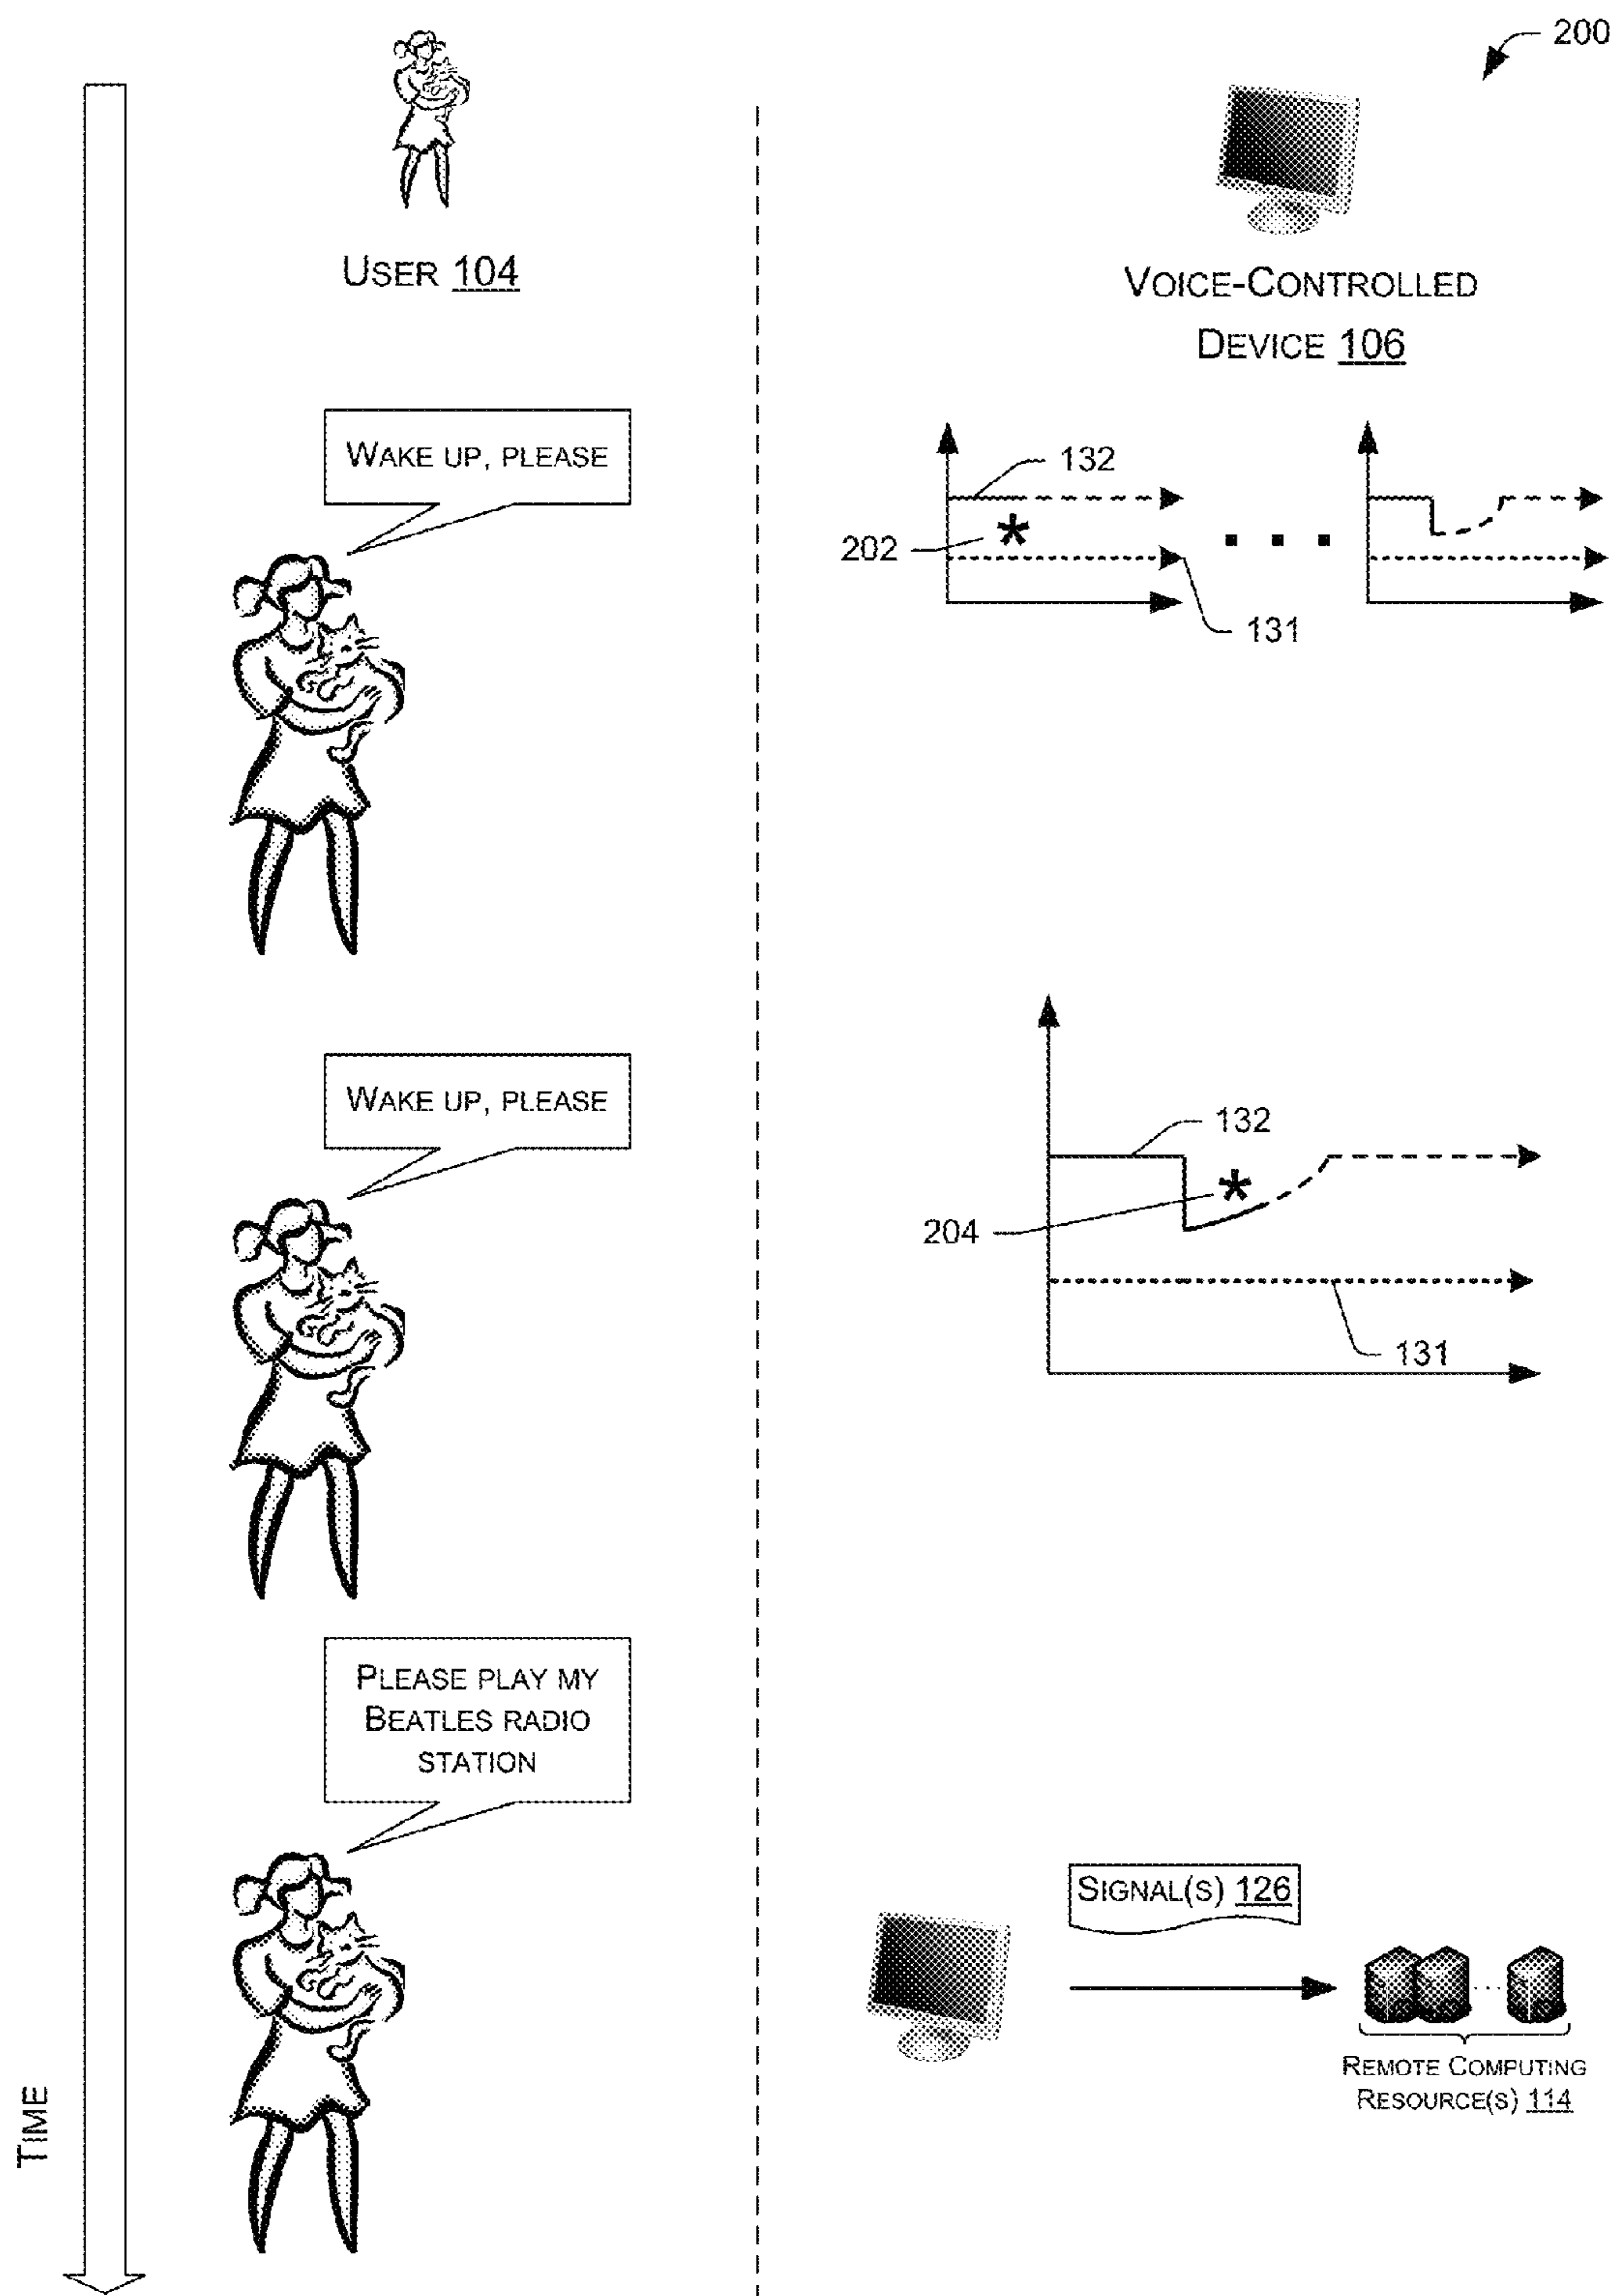 200
USER 104
VOICE-CONTROLLED
DEVICE 106
WAKE UP, PLEASE
132
202
131
WAKE UP, PLEASE
132
204
131
PLEASE PLAY MY
BEATLES RADIO
STATION
SIGNAL(S) 126
REMOTE COMPUTING
RESOURCE(S) 114
TIME